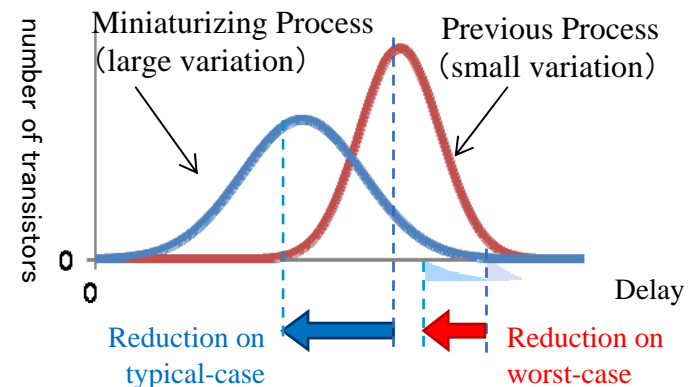 Miniaturizing Process
（large variation）
Previous Process
（small variation）
number of transistors
0
0
Delay
Reduction on
typical-case
Reduction on
worst-case